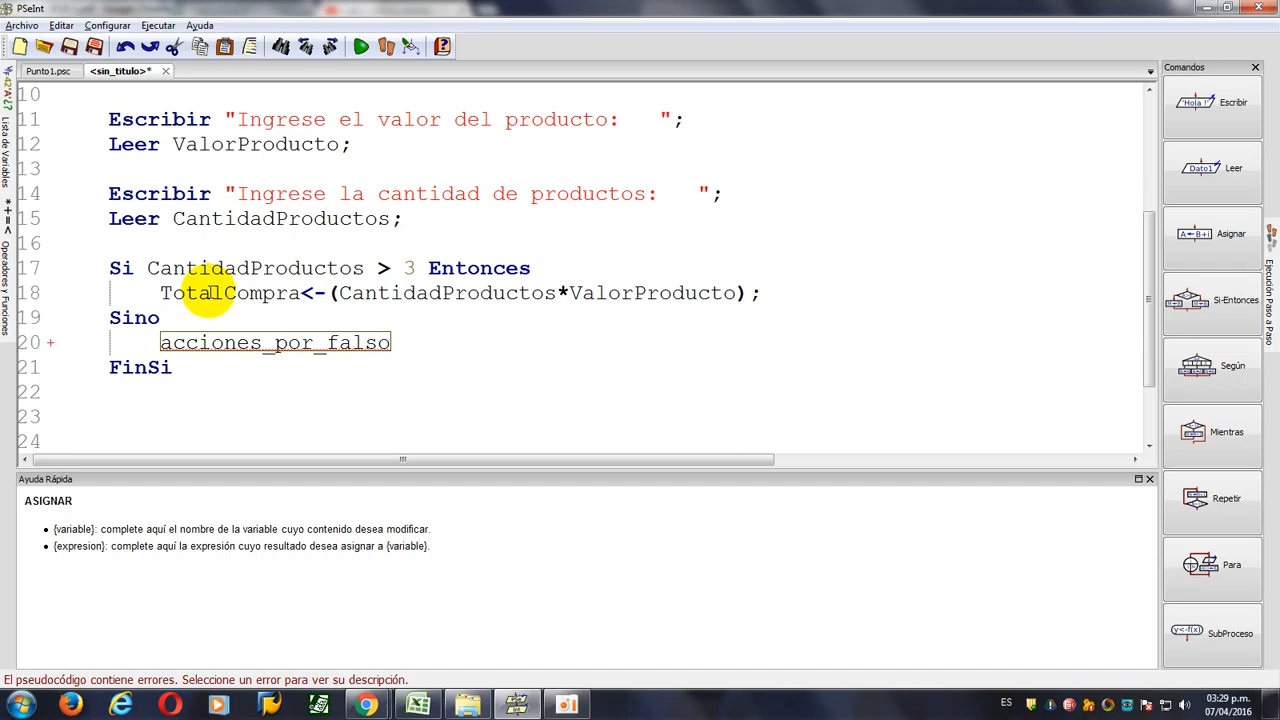 PSeInt
Archivo Editar Configurar Ejecutar Ayuda
Punto1.psc <sin_titulo>*
Comandos
10
11 Escribir "Ingrese el valor del producto:   ";
12 Leer ValorProducto;
13
14 Escribir "Ingrese la cantidad de productos:   ";
15 Leer CantidadProductos;
16
17 Si CantidadProductos > 3 Entonces
18 TotalCompra<-(CantidadProductos*ValorProducto);
19 Sino
20 + acciones_por_falso
21 FinSi
22
23
24
Lista de Variables
*+=< Operadores y Funciones
'Hola !' Escribir
Dato1 Leer
A←B+i Asignar
Si-Entonces
Según
Mientras
Repetir
Para
y←f(x) SubProceso
Ejecución Paso a Paso
Ayuda Rápida
ASIGNAR
{variable}: complete aquí el nombre de la variable cuyo contenido desea modificar.
{expresion}: complete aquí la expresión cuyo resultado desea asignar a {variable}.
El pseudocódigo contiene errores. Seleccione un error para ver su descripción.
ES
03:29 p.m.
07/04/2016